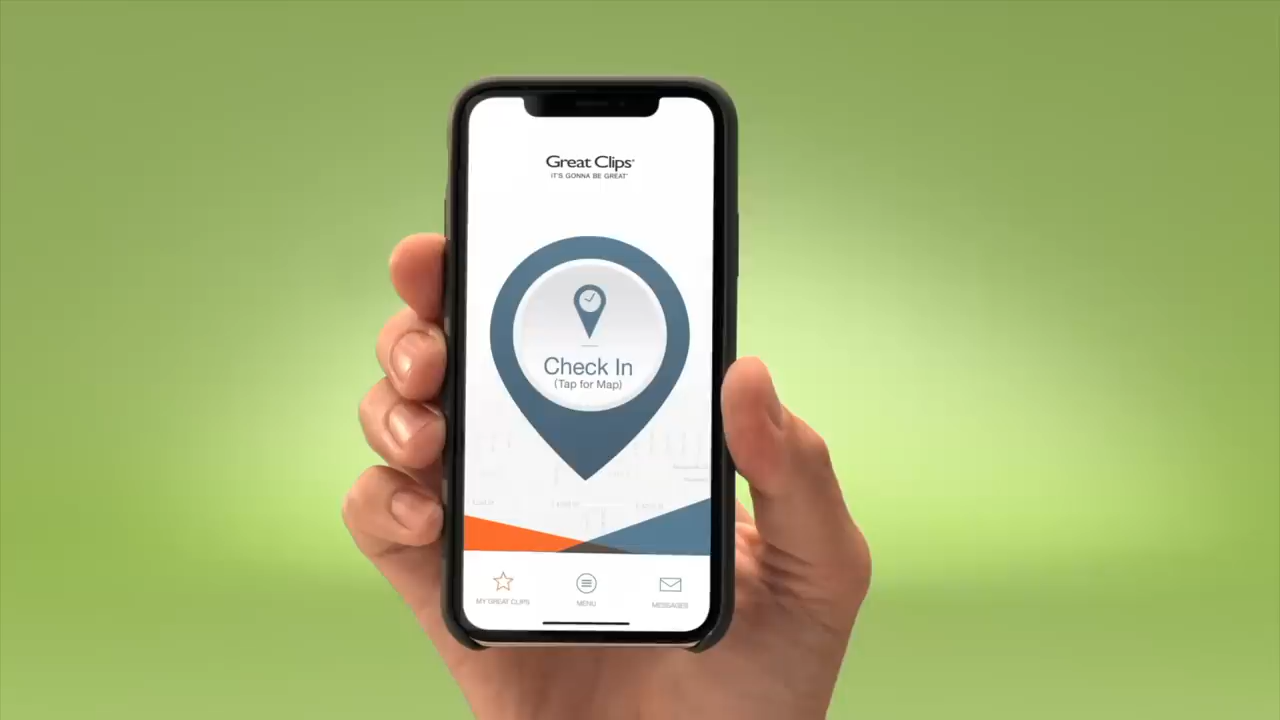 Great Clips®
IT'S GONNA BE GREAT®
Check In
(Tap for Map)
MY GREAT CLIPS
MENU
MESSAGES